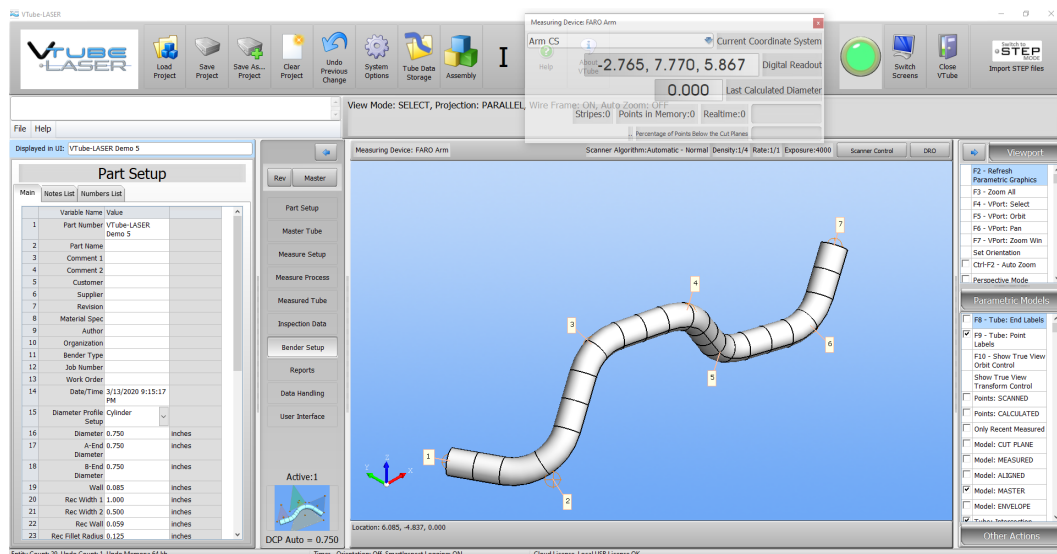 VTube-LASER
VTUBE
•LASER
Load
Project
Save
Project
Save As...
Project
Clear
Project
Undo
Previous
Change
System
Options
Tube Data
Storage
Assembly
Help
About
VTube
Switch
Screens
Close
VTube
Switch to
STEP
MODE
Import STEP files
Measuring Device: FARO Arm
x
Arm CS
Current Coordinate System
-2.765, 7.770, 5.867
Digital Readout
0.000
Last Calculated Diameter
Stripes:0 Points in Memory:0 Realtime:0
.. Percentage of Points Below the Cut Planes
View Mode: SELECT, Projection: PARALLEL, Wire Frame: ON, Auto Zoom: OFF
File Help
Displayed in UI: VTube-LASER Demo 5
Part Setup
Main Notes List Numbers List
Variable Name Value
1 Part Number VTube-LASER
Demo 5
2 Part Name
3 Comment 1
4 Comment 2
5 Customer
6 Supplier
7 Revision
8 Material Spec
9 Author
10 Organization
11 Bender Type
12 Job Number
13 Work Order
14 Date/Time 3/13/2020 9:15:17
PM
15 Diameter Profile Cylinder
Setup
16 Diameter 0.750 inches
17 A-End 0.750 inches
Diameter
18 B-End 0.750 inches
Diameter
19 Wall 0.085 inches
20 Rec Width 1 1.000 inches
21 Rec Width 2 0.500 inches
22 Rec Wall 0.059 inches
23 Rec Fillet Radius 0.125 inches
Rev Master
Part Setup
Master Tube
Measure Setup
Measure Process
Measured Tube
Inspection Data
Bender Setup
Reports
Data Handling
User Interface
Active:1
DCP Auto = 0.750
Measuring Device: FARO Arm
Scanner Algorithm:Automatic - Normal Density:1/4 Rate:1/1 Exposure:4000
Scanner Control
DRO
1
2
3
4
5
6
7
Y
Z
X
Location: 6.085, -4.837, 0.000
Viewport
F2 - Refresh
Parametric Graphics
F3 - Zoom All
F4 - VPort: Select
F5 - VPort: Orbit
F6 - VPort: Pan
F7 - VPort: Zoom Win
Set Orientation
Ctrl-F2 - Auto Zoom
Perspective Mode
Parametric Models
F8 - Tube: End Labels
F9 - Tube: Point
Labels
F10 - Show True View
Orbit Control
Show True View
Transform Control
Points: SCANNED
Points: CALCULATED
Only Recent Measured
Model: CUT PLANE
Model: MEASURED
Model: ALIGNED
Model: MASTER
Model: ENVELOPE
Tube: Intersection
Other Actions